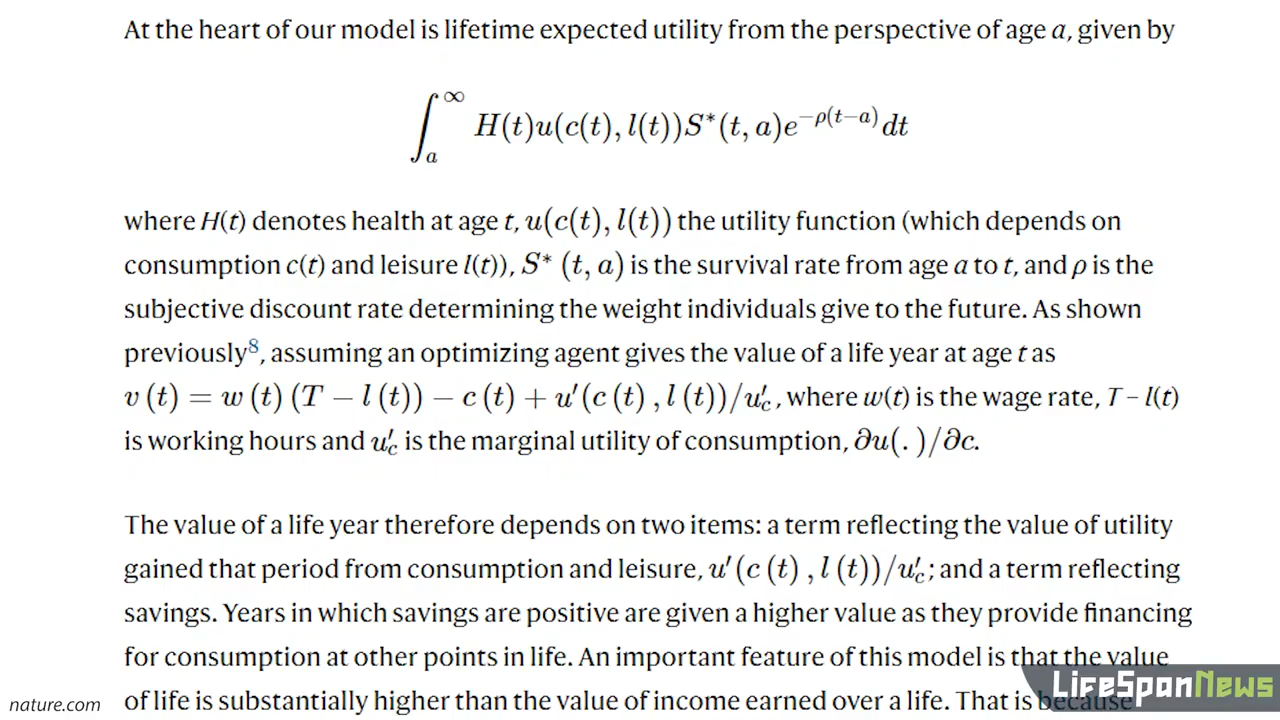 At the heart of our model is lifetime expected utility from the perspective of age a, given by
∫ₐ^∞ H(t)u(c(t), l(t))S*(t, a)e^{−ρ(t−a)} dt
where H(t) denotes health at age t, u(c(t), l(t)) the utility function (which depends on
consumption c(t) and leisure l(t)), S* (t, a) is the survival rate from age a to t, and ρ is the
subjective discount rate determining the weight individuals give to the future. As shown
previously⁸, assuming an optimizing agent gives the value of a life year at age t as
v (t) = w (t) (T − l (t)) − c (t) + u′(c (t) , l (t))/u′_c, where w(t) is the wage rate, T – l(t)
is working hours and u′_c is the marginal utility of consumption, ∂u(. )/∂c.
The value of a life year therefore depends on two items: a term reflecting the value of utility
gained that period from consumption and leisure, u′(c (t) , l (t))/u′_c; and a term reflecting
savings. Years in which savings are positive are given a higher value as they provide financing
for consumption at other points in life. An important feature of this model is that the value
of life is substantially higher than the value of income earned over a life. That is because
nature.com
LifeSpanNews